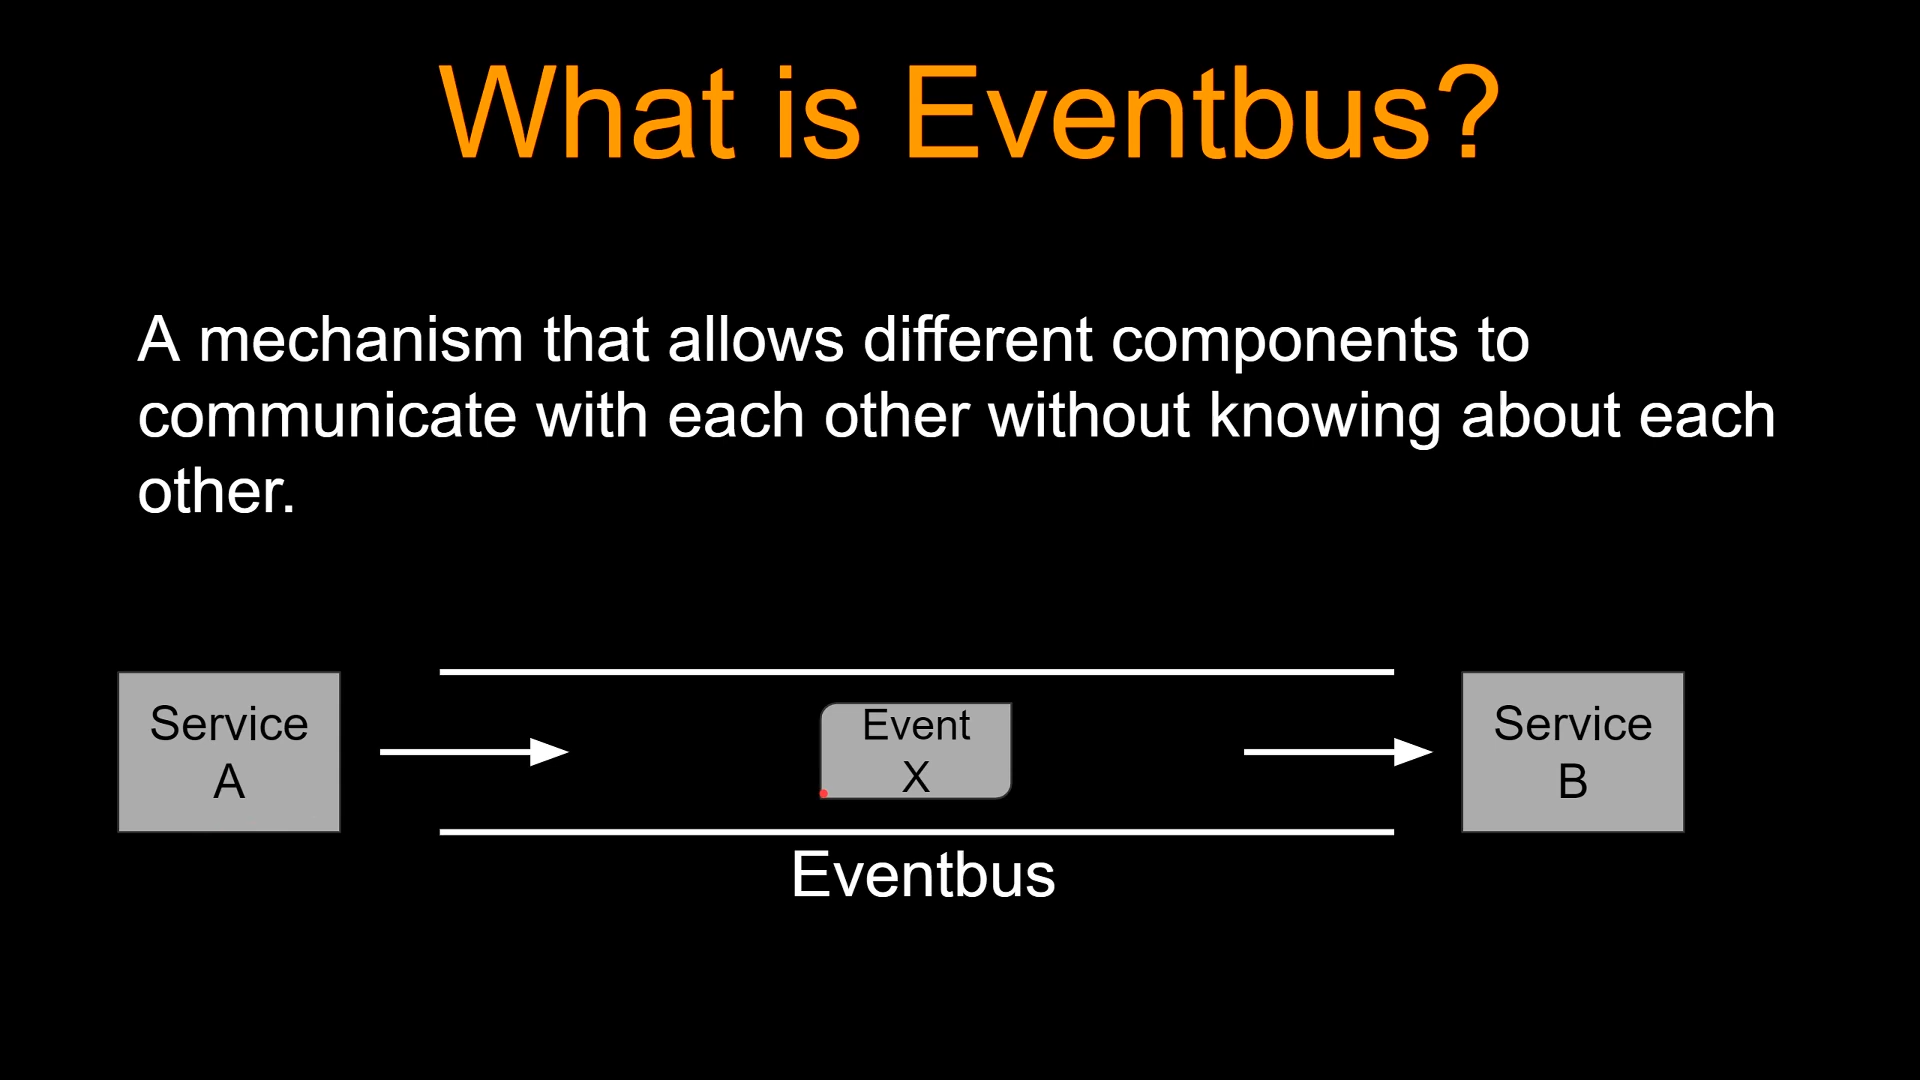 What is Eventbus?
A mechanism that allows different components to
communicate with each other without knowing about each
other.
Service
A
Event
X
Service
B
Eventbus